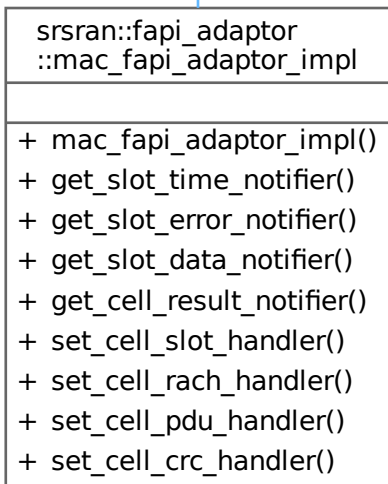 srsran::fapi_adaptor
::mac_fapi_adaptor_impl
+ mac_fapi_adaptor_impl()
+ get_slot_time_notifier()
+ get_slot_error_notifier()
+ get_slot_data_notifier()
+ get_cell_result_notifier()
+ set_cell_slot_handler()
+ set_cell_rach_handler()
+ set_cell_pdu_handler()
+ set_cell_crc_handler()